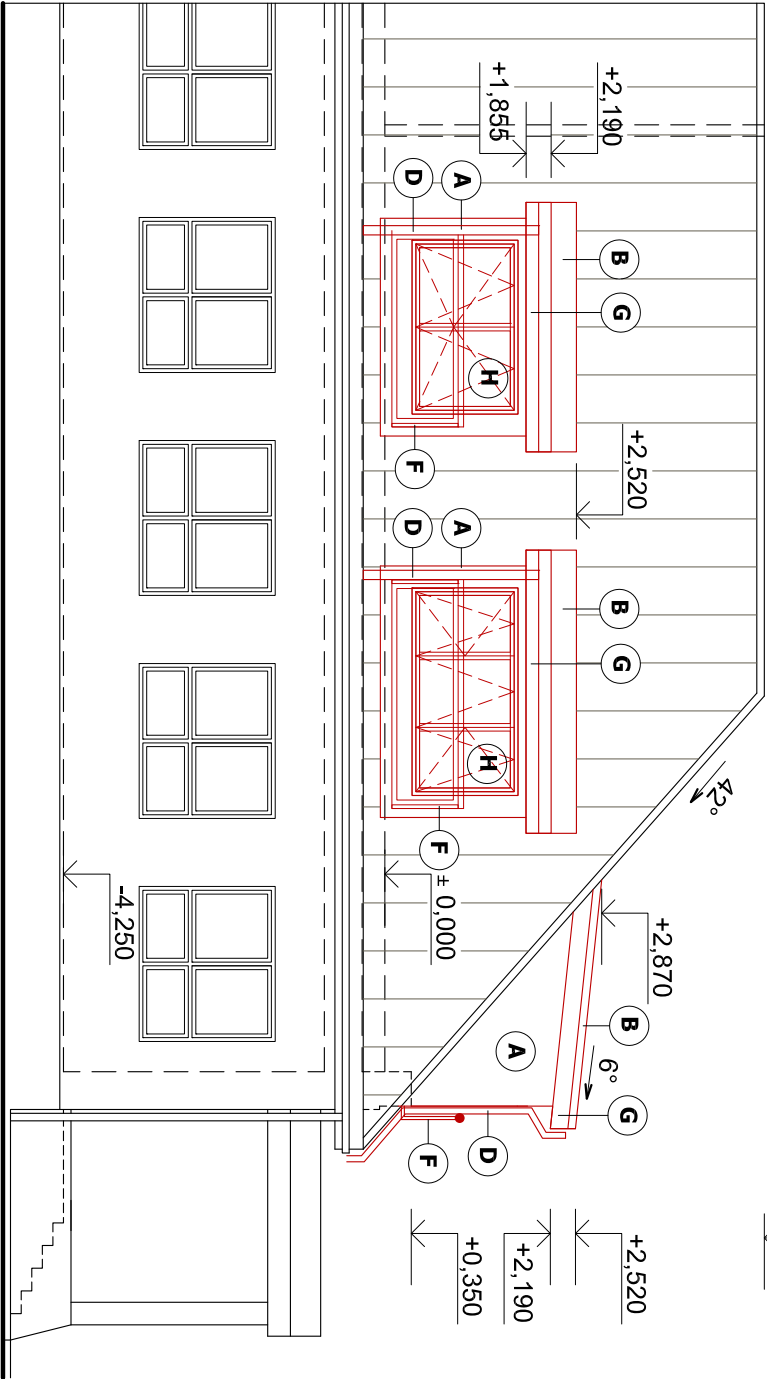 42°
+2,870
+2,520
+2,520
B
G
B
G
B
G
+2,190
6°
+2,190
A
+1,855
H
H
D
+0,350
A
A
± 0,000
F
F
D
F
D
-4,250